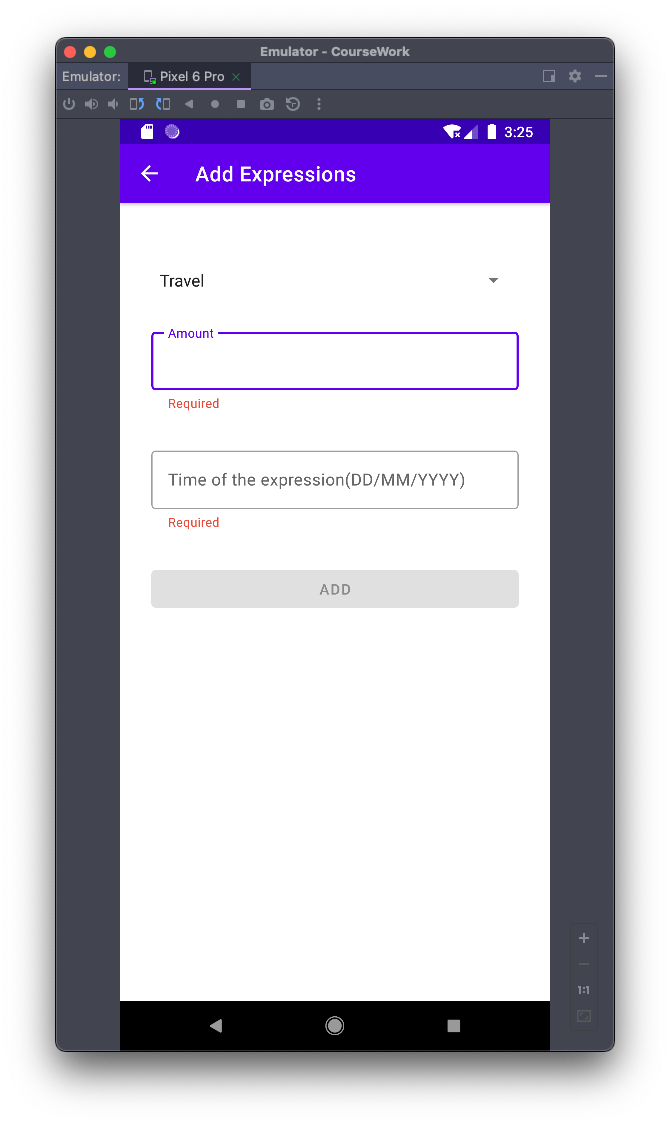 Emulator - CourseWork
Emulator: Pixel 6 Pro
3:25
Add Expressions
Travel
Amount
Required
Time of the expression(DD/MM/YYYY)
Required
ADD
1:1